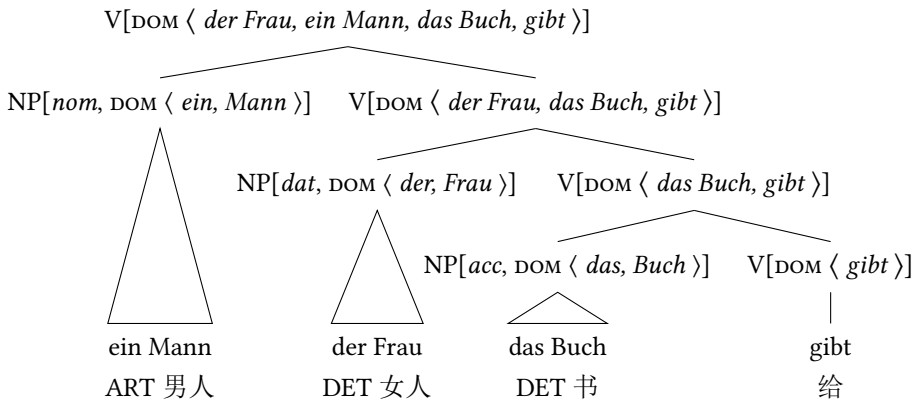 V[DOM ⟨ der Frau, ein Mann, das Buch, gibt ⟩]
NP[nom, DOM ⟨ ein, Mann ⟩] V[DOM ⟨ der Frau, das Buch, gibt ⟩]
NP[dat, DOM ⟨ der, Frau ⟩] V[DOM ⟨ das Buch, gibt ⟩]
NP[acc, DOM ⟨ das, Buch ⟩] V[DOM ⟨ gibt ⟩]
ein Mann der Frau das Buch gibt
ART 男人 DET 女人 DET 书 给